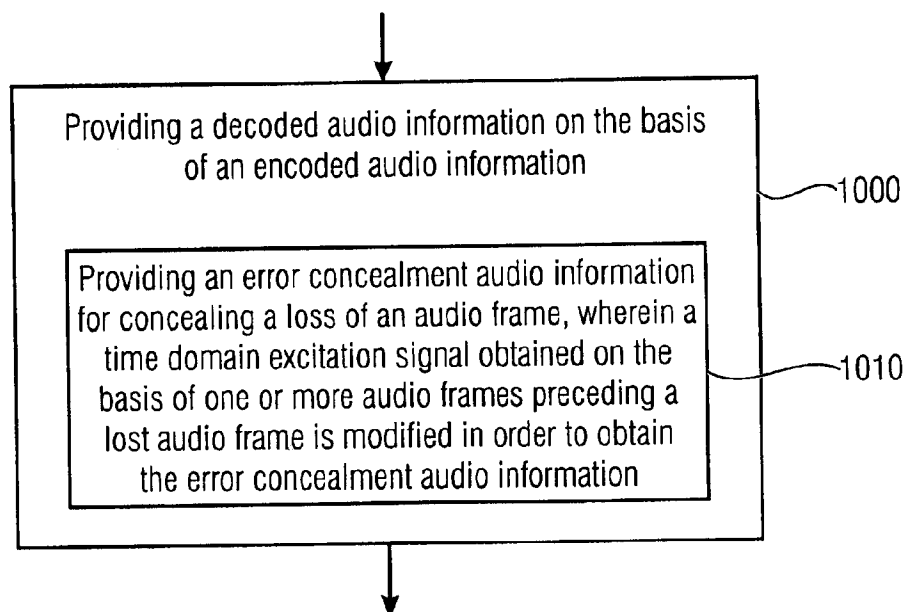 Providing a decoded audio information on the basis
of an encoded audio information
1000
Providing an error concealment audio information
for concealing a loss of an audio frame, wherein a
time domain excitation signal obtained on the
basis of one or more audio frames preceding a
lost audio frame is modified in order to obtain
the error concealment audio information
1010